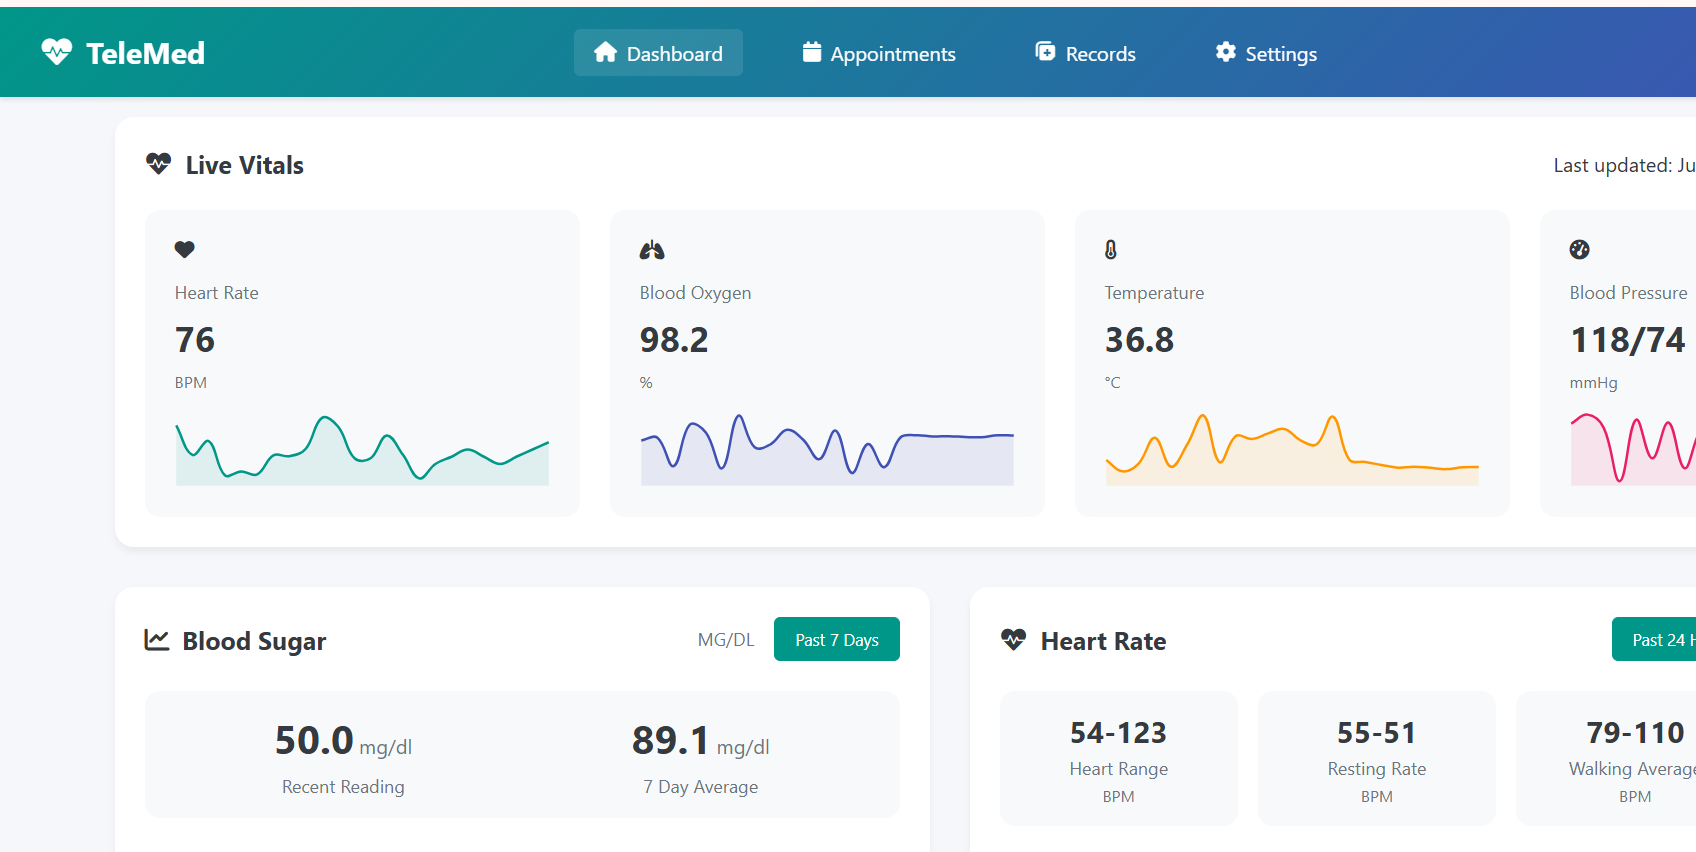 TeleMed
Dashboard
Appointments
Records
Settings
Live Vitals
Last updated: Ju
Heart Rate
76
BPM
Blood Oxygen
98.2
%
Temperature
36.8
°C
Blood Pressure
118/74
mmHg
Blood Sugar
MG/DL
Past 7 Days
50.0 mg/dl
Recent Reading
89.1 mg/dl
7 Day Average
Heart Rate
Past 24 H
54-123
Heart Range
BPM
55-51
Resting Rate
BPM
79-110
Walking Average
BPM